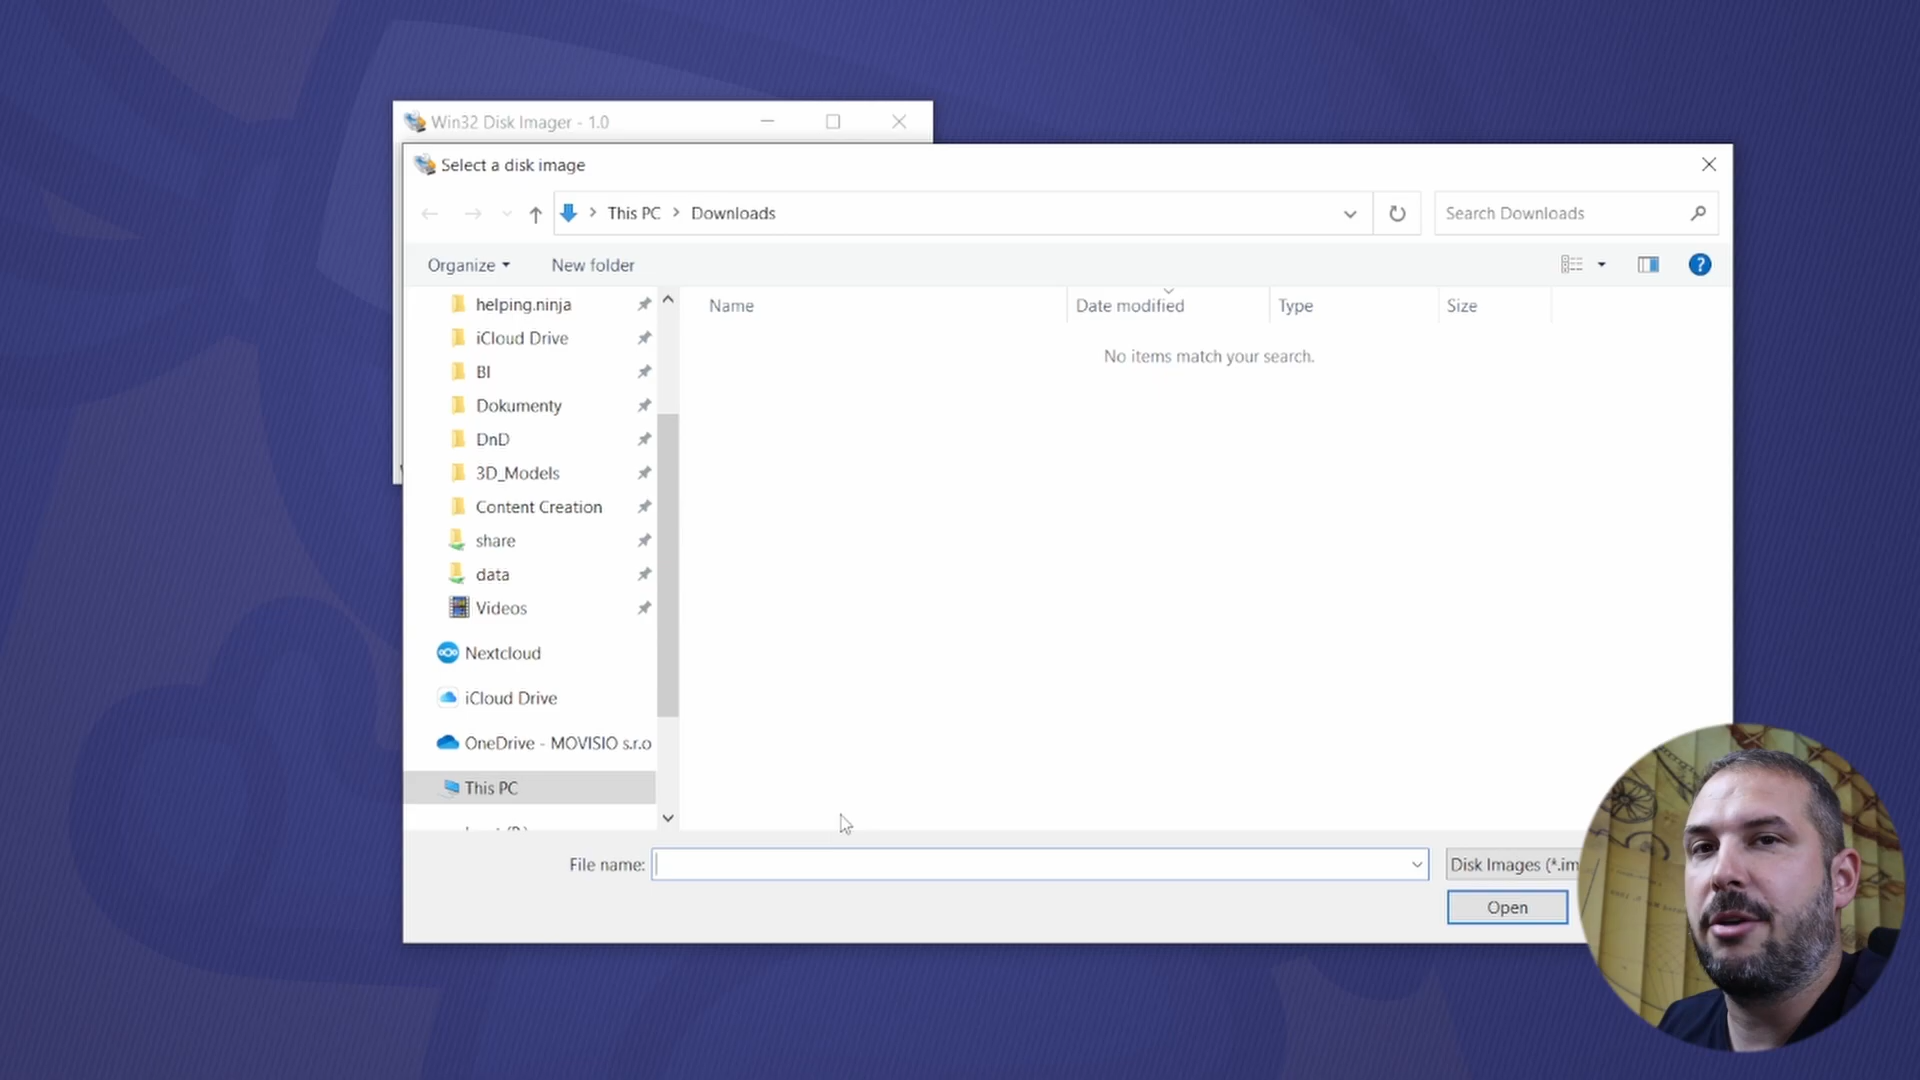 Win32 Disk Imager - 1.0
Select a disk image
This PC > Downloads
Search Downloads
Organize
New folder
?
helping.ninja
iCloud Drive
BI
Dokumenty
DnD
3D_Models
Content Creation
share
data
Videos
Nextcloud
iCloud Drive
OneDrive - MOVISIO s.r.o
This PC
Name
Date modified
Type
Size
No items match your search.
File name:
Disk Images (*.im
Open